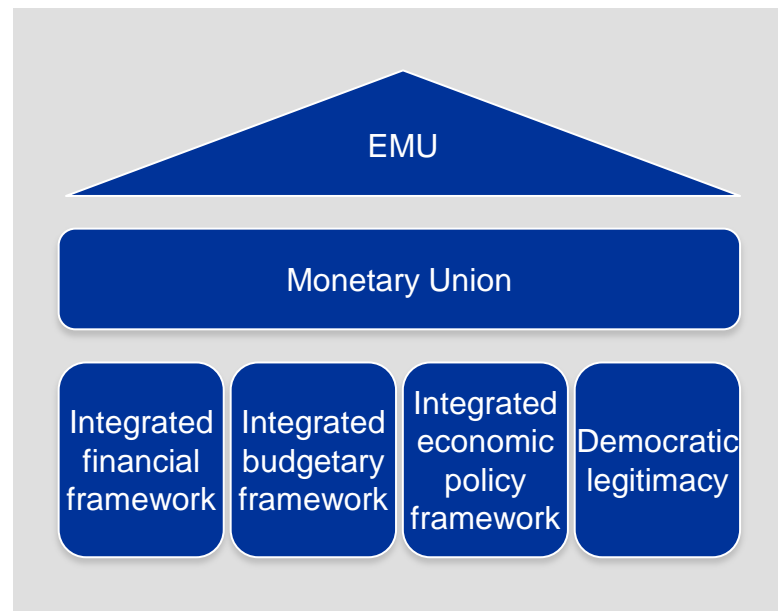 EMU
Monetary Union
Integrated
financial
framework
Integrated
budgetary
framework
Integrated
economic
policy
framework
Democratic
legitimacy